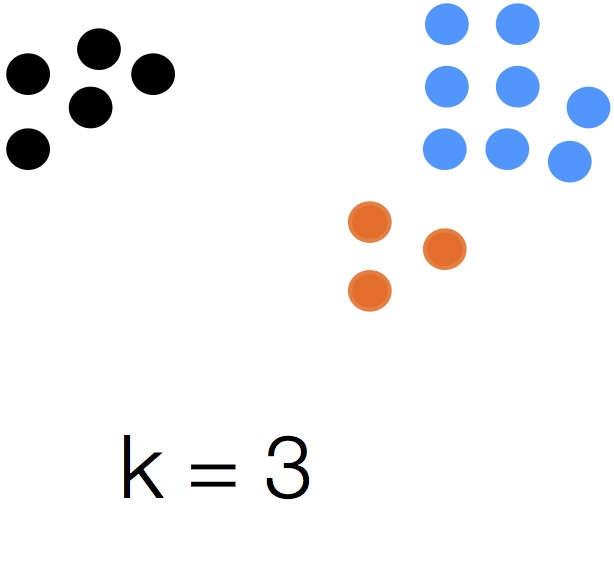 k = 3